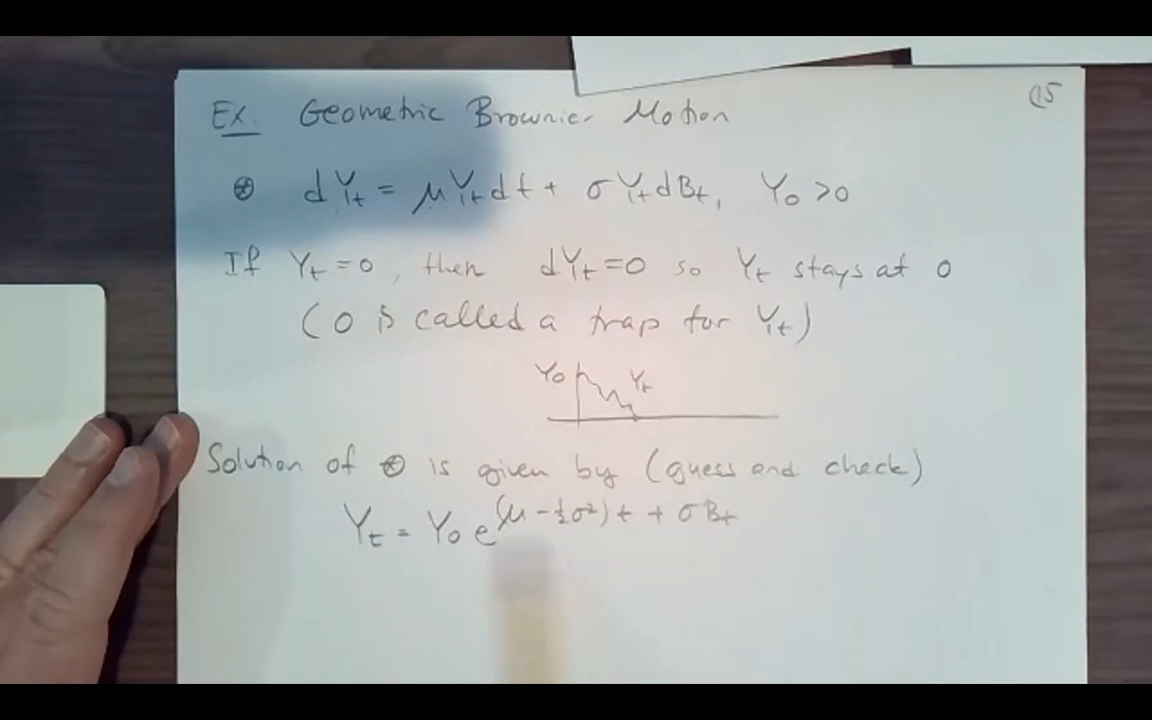 15
Ex. Geometric Brownian Motion
⊛ dYt = μYt dt + σYt dBt, Y0 > 0
If Yt = 0, then dYt = 0 so Yt stays at 0
(0 is called a trap for Yt)
Y0 Yt
Solution of ⊛ is given by (guess and check)
Yt = Y0 e^(μ - ½σ²)t + σBt